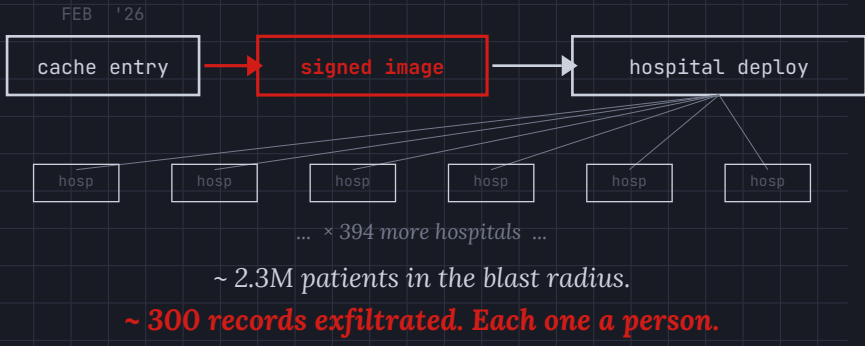 FEB '26
cache entry signed image hospital deploy
hosp hosp hosp hosp hosp hosp
... × 394 more hospitals ...
~ 2.3M patients in the blast radius.
~ 300 records exfiltrated. Each one a person.